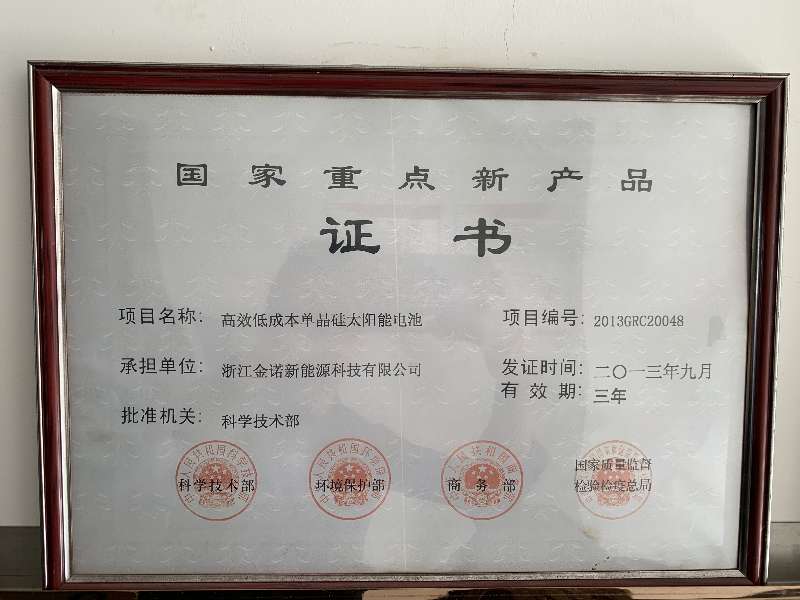 国家重点新产品
证书
项目名称: 高效低成本单晶硅太阳能电池
项目编号: 2013GRC20048
承担单位: 浙江金诺新能源科技有限公司
发证时间: 二〇一三年九月
有效期: 三年
批准机关: 科学技术部
科学技术部
环境保护部
商务部
国家质量监督
检验检疫总局